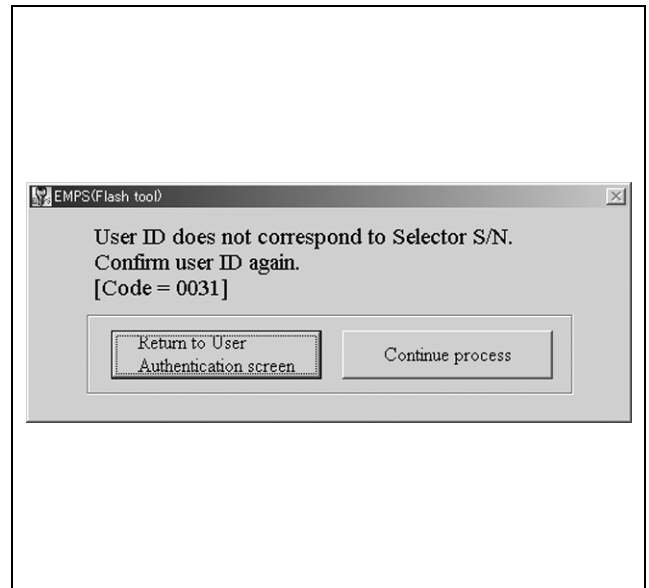 EMPS(Flash tool)
User ID does not correspond to Selector S/N.
Confirm user ID again.
[Code = 0031]
Return to User
Authentication screen
Continue process